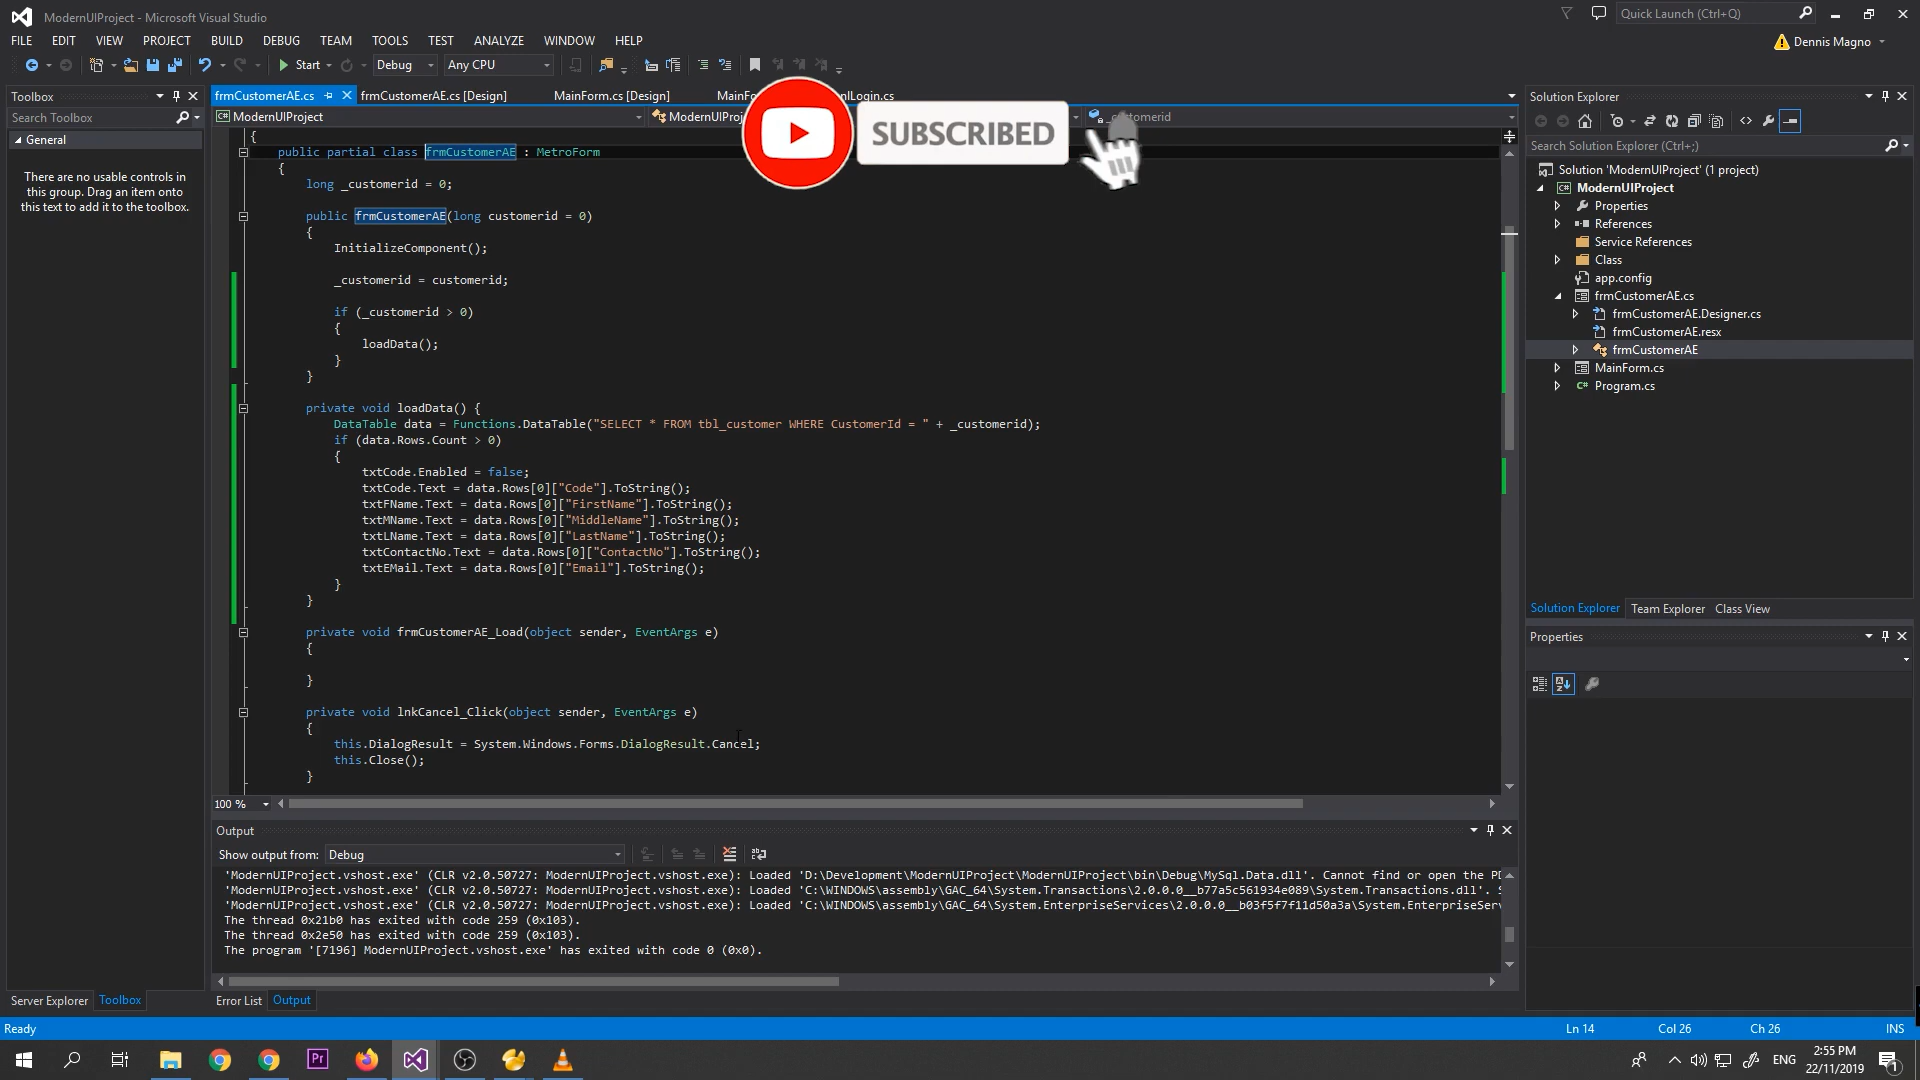 ModernUIProject - Microsoft Visual Studio
Quick Launch (Ctrl+Q)
FILE EDIT VIEW PROJECT BUILD DEBUG TEAM TOOLS TEST ANALYZE WINDOW HELP
Dennis Magno
Start Debug Any CPU
Toolbox
Search Toolbox
General
There are no usable controls in
this group. Drag an item onto
this text to add it to the toolbox.
Server Explorer Toolbox
frmCustomerAE.cs frmCustomerAE.cs [Design] MainForm.cs [Design] MainFo nlLogin.cs
ModernUIProject ModernUIProj customerid
SUBSCRIBED
{
public partial class frmCustomerAE : MetroForm
{
long _customerid = 0;
public frmCustomerAE(long customerid = 0)
{
InitializeComponent();
_customerid = customerid;
if (_customerid > 0)
{
loadData();
}
}
private void loadData() {
DataTable data = Functions.DataTable("SELECT * FROM tbl_customer WHERE CustomerId = " + _customerid);
if (data.Rows.Count > 0)
{
txtCode.Enabled = false;
txtCode.Text = data.Rows[0]["Code"].ToString();
txtFName.Text = data.Rows[0]["FirstName"].ToString();
txtMName.Text = data.Rows[0]["MiddleName"].ToString();
txtLName.Text = data.Rows[0]["LastName"].ToString();
txtContactNo.Text = data.Rows[0]["ContactNo"].ToString();
txtEMail.Text = data.Rows[0]["Email"].ToString();
}
}
private void frmCustomerAE_Load(object sender, EventArgs e)
{
}
private void lnkCancel_Click(object sender, EventArgs e)
{
this.DialogResult = System.Windows.Forms.DialogResult.Cancel;
this.Close();
}
100 %
Output
Show output from: Debug
'ModernUIProject.vshost.exe' (CLR v2.0.50727: ModernUIProject.vshost.exe): Loaded 'D:\Development\ModernUIProject\ModernUIProject\bin\Debug\MySql.Data.dll'. Cannot find or open the PD
'ModernUIProject.vshost.exe' (CLR v2.0.50727: ModernUIProject.vshost.exe): Loaded 'C:\WINDOWS\assembly\GAC_64\System.Transactions\2.0.0.0__b77a5c561934e089\System.Transactions.dll'. S
'ModernUIProject.vshost.exe' (CLR v2.0.50727: ModernUIProject.vshost.exe): Loaded 'C:\WINDOWS\assembly\GAC_64\System.EnterpriseServices\2.0.0.0__b03f5f7f11d50a3a\System.EnterpriseServ
The thread 0x21b0 has exited with code 259 (0x103).
The thread 0x2e50 has exited with code 259 (0x103).
The program '[7196] ModernUIProject.vshost.exe' has exited with code 0 (0x0).
Error List Output
Solution Explorer
Search Solution Explorer (Ctrl+;)
Solution 'ModernUIProject' (1 project)
ModernUIProject
Properties
References
Service References
Class
app.config
frmCustomerAE.cs
frmCustomerAE.Designer.cs
frmCustomerAE.resx
frmCustomerAE
MainForm.cs
Program.cs
Solution Explorer Team Explorer Class View
Properties
Ready Ln 14 Col 26 Ch 26 INS
Pr
ENG
2:55 PM
22/11/2019
1